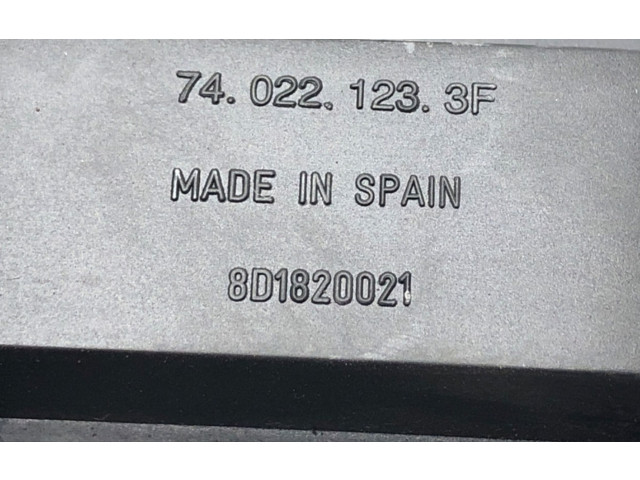 74. 022. 123. 3F
MADE IN SPAIN
8D1820021